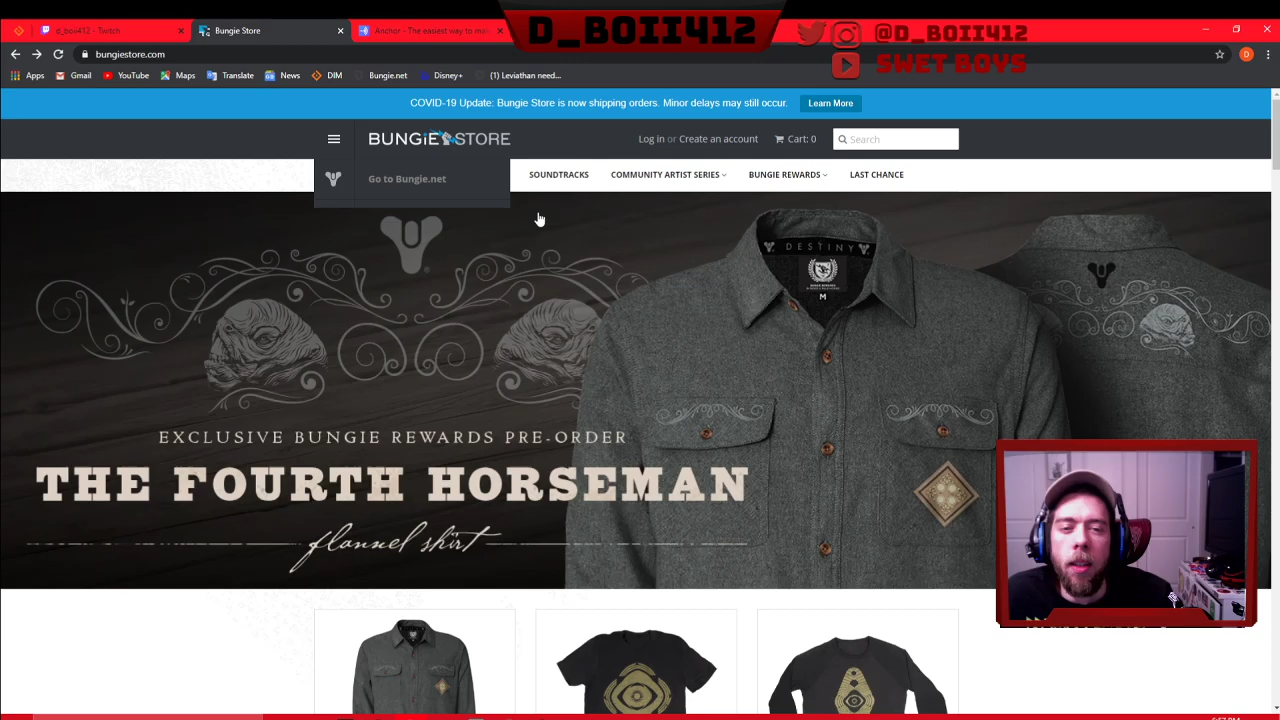 D_BOII412
@D_BOII412
SWET BOYS
d_boii412 - Twitch
Bungie Store
Anchor - The easiest way to ma
bungiestore.com
D
Apps
Gmail
YouTube
Maps
Translate
News
DIM
Bungie.net
Disney+
(1) Leviathan need...
COVID-19 Update: Bungie Store is now shipping orders. Minor delays may still occur.
Learn More
BUNGiE STORE
Log in or Create an account
Cart: 0
Search
Go to Bungie.net
SOUNDTRACKS
COMMUNITY ARTIST SERIES
BUNGIE REWARDS
LAST CHANCE
DESTINY
M
EXCLUSIVE BUNGIE REWARDS PRE-ORDER
THE FOURTH HORSEMAN
flannel shirt